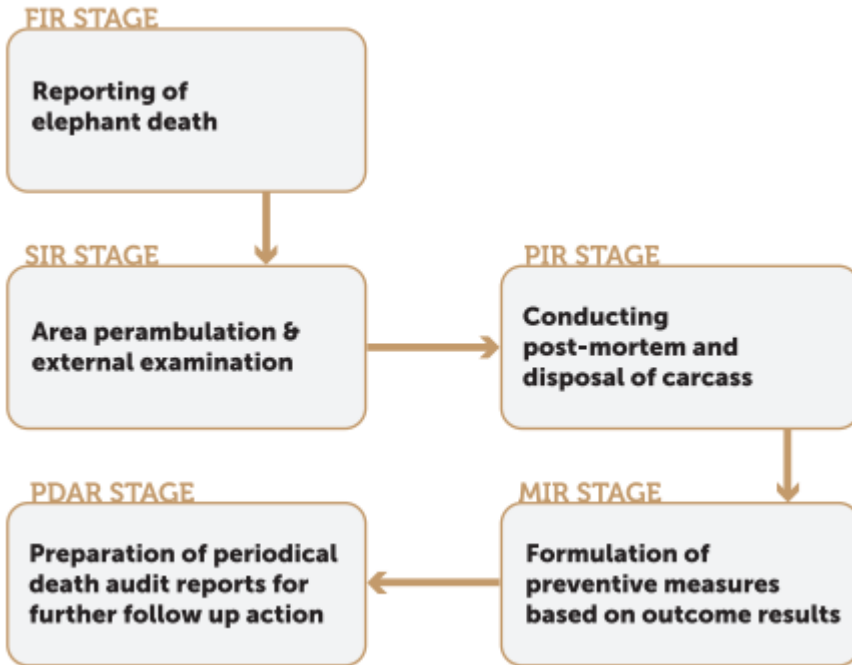 FIR STAGE
Reporting of
elephant death
SIR STAGE
Area perambulation &
external examination
PIR STAGE
Conducting
post-mortem and
disposal of carcass
MIR STAGE
Formulation of
preventive measures
based on outcome results
PDAR STAGE
Preparation of periodical
death audit reports for
further follow up action